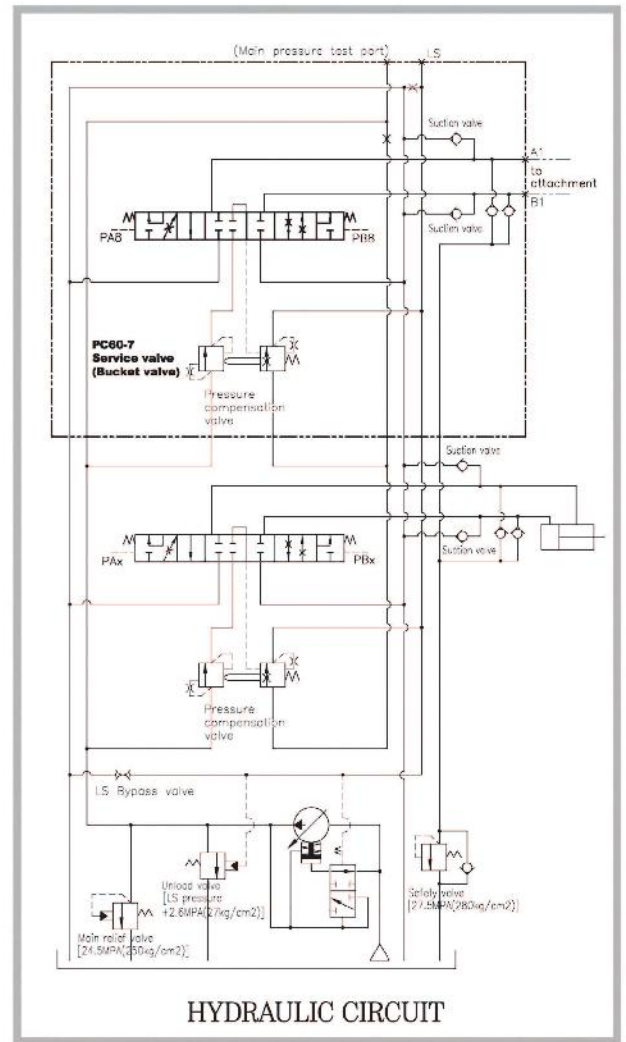 (Main pressure test port)
LS
Suction valve
A1
to
attachment
B1
Suction valve
PA8
PB8
PC60-7
Service valve
(Bucket valve)
Pressure
compensation
valve
Suction valve
Suction valve
PAx
PBx
Pressure
compensation
valve
LS Bypass valve
Unload valve
[LS pressure
+2.6MPA(27kg/cm2)]
Main relief valve
[24.5MPA(250kg/cm2)]
Safety valve
[27.5MPA(280kg/cm2)]
HYDRAULIC CIRCUIT